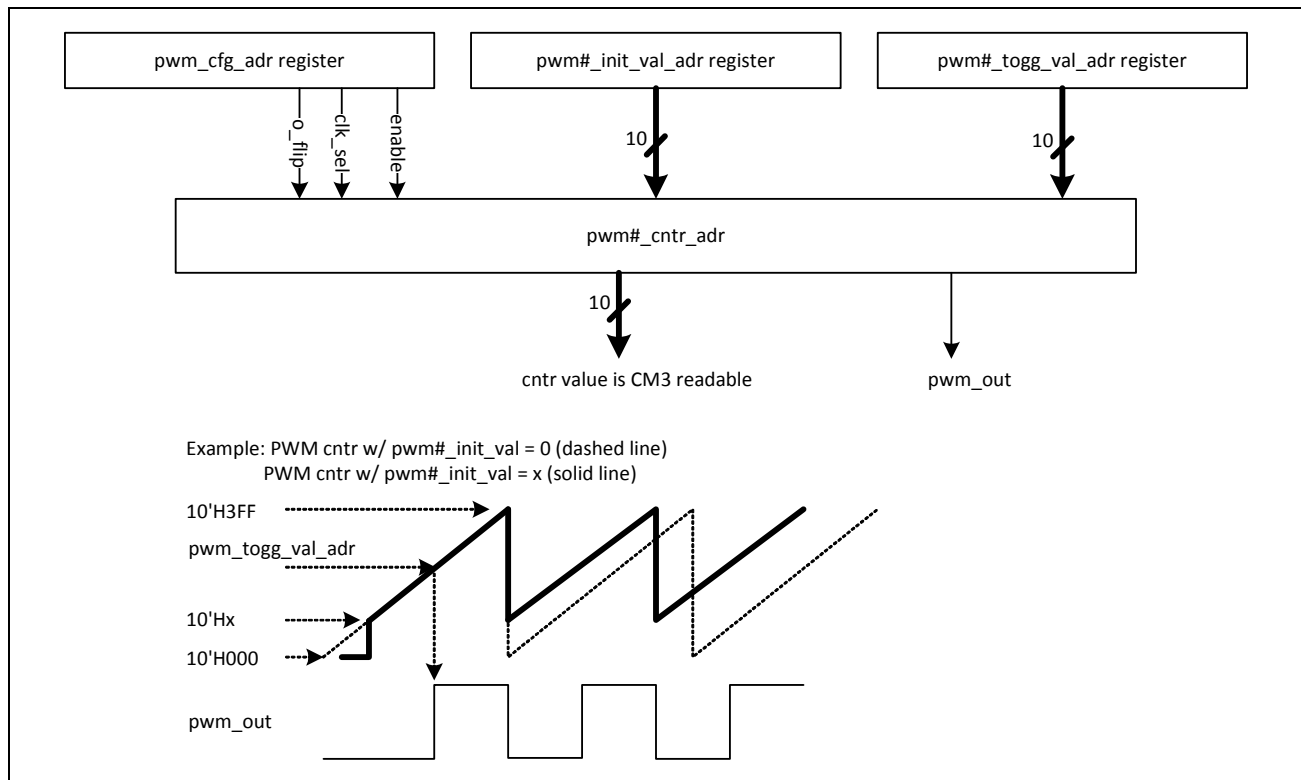 pwm_cfg_adr register
pwm#_init_val_adr register
pwm#_togg_val_adr register
o_flip
clk_sel
enable
10
10
pwm#_cntr_adr
10
cntr value is CM3 readable
pwm_out
Example: PWM cntr w/ pwm#_init_val = 0 (dashed line)
PWM cntr w/ pwm#_init_val = x (solid line)
10'H3FF
pwm_togg_val_adr
10'Hx
10'H000
pwm_out